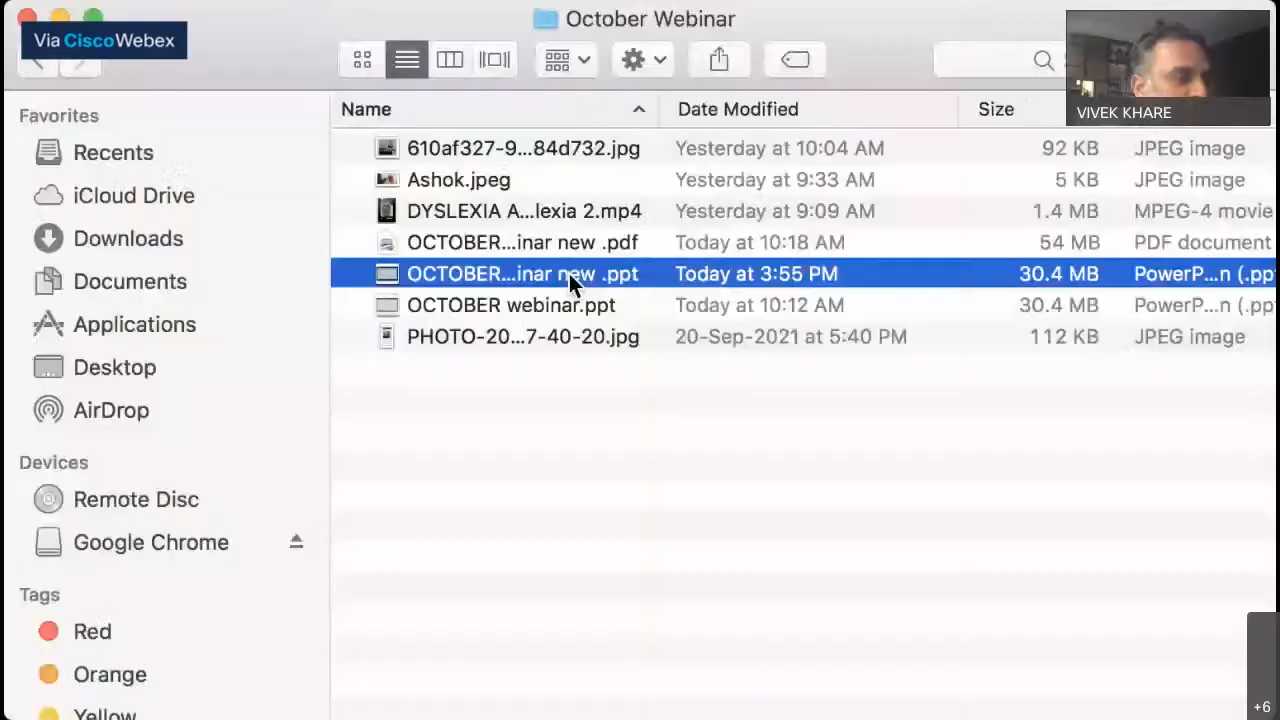 October Webinar
Via CiscoWebex
VIVEK KHARE
Favorites
Recents
iCloud Drive
Downloads
Documents
Applications
Desktop
AirDrop
Devices
Remote Disc
Google Chrome
Tags
Red
Orange
Yellow
Name Date Modified Size
610af327-9...84d732.jpg Yesterday at 10:04 AM 92 KB JPEG image
Ashok.jpeg Yesterday at 9:33 AM 5 KB JPEG image
DYSLEXIA A...lexia 2.mp4 Yesterday at 9:09 AM 1.4 MB MPEG-4 movie
OCTOBER...inar new .pdf Today at 10:18 AM 54 MB PDF document
OCTOBER...inar new .ppt Today at 3:55 PM 30.4 MB PowerP...n (.pp
OCTOBER webinar.ppt Today at 10:12 AM 30.4 MB PowerP...n (.pp
PHOTO-20...7-40-20.jpg 20-Sep-2021 at 5:40 PM 112 KB JPEG image
+6